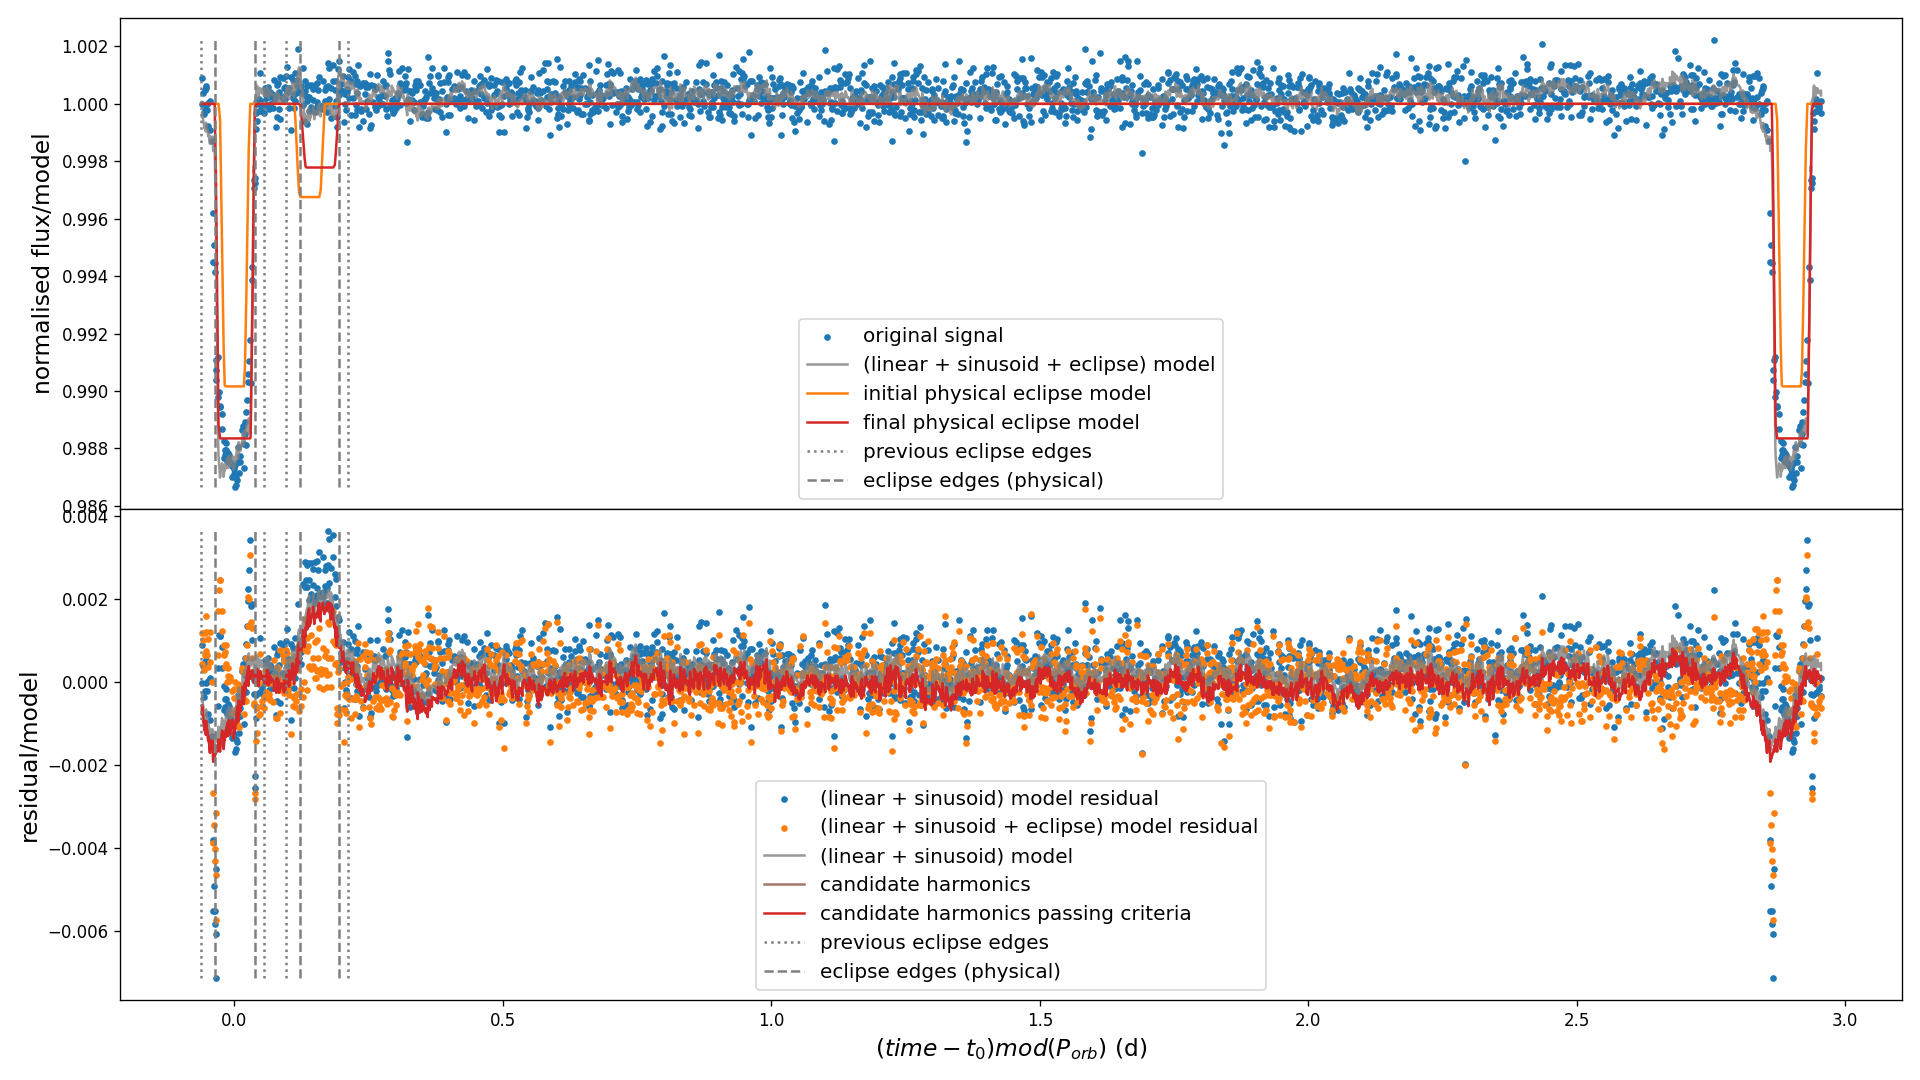 normalised flux/model
1.002
1.000
0.998
0.996
0.994
0.992
0.990
0.988
0.986
original signal
(linear + sinusoid + eclipse) model
initial physical eclipse model
final physical eclipse model
previous eclipse edges
eclipse edges (physical)
residual/model
0.004
0.002
0.000
−0.002
−0.004
−0.006
(linear + sinusoid) model residual
(linear + sinusoid + eclipse) model residual
(linear + sinusoid) model
candidate harmonics
candidate harmonics passing criteria
previous eclipse edges
eclipse edges (physical)
0.0 0.5 1.0 1.5 2.0 2.5 3.0
(time − t₀)mod(P_orb) (d)